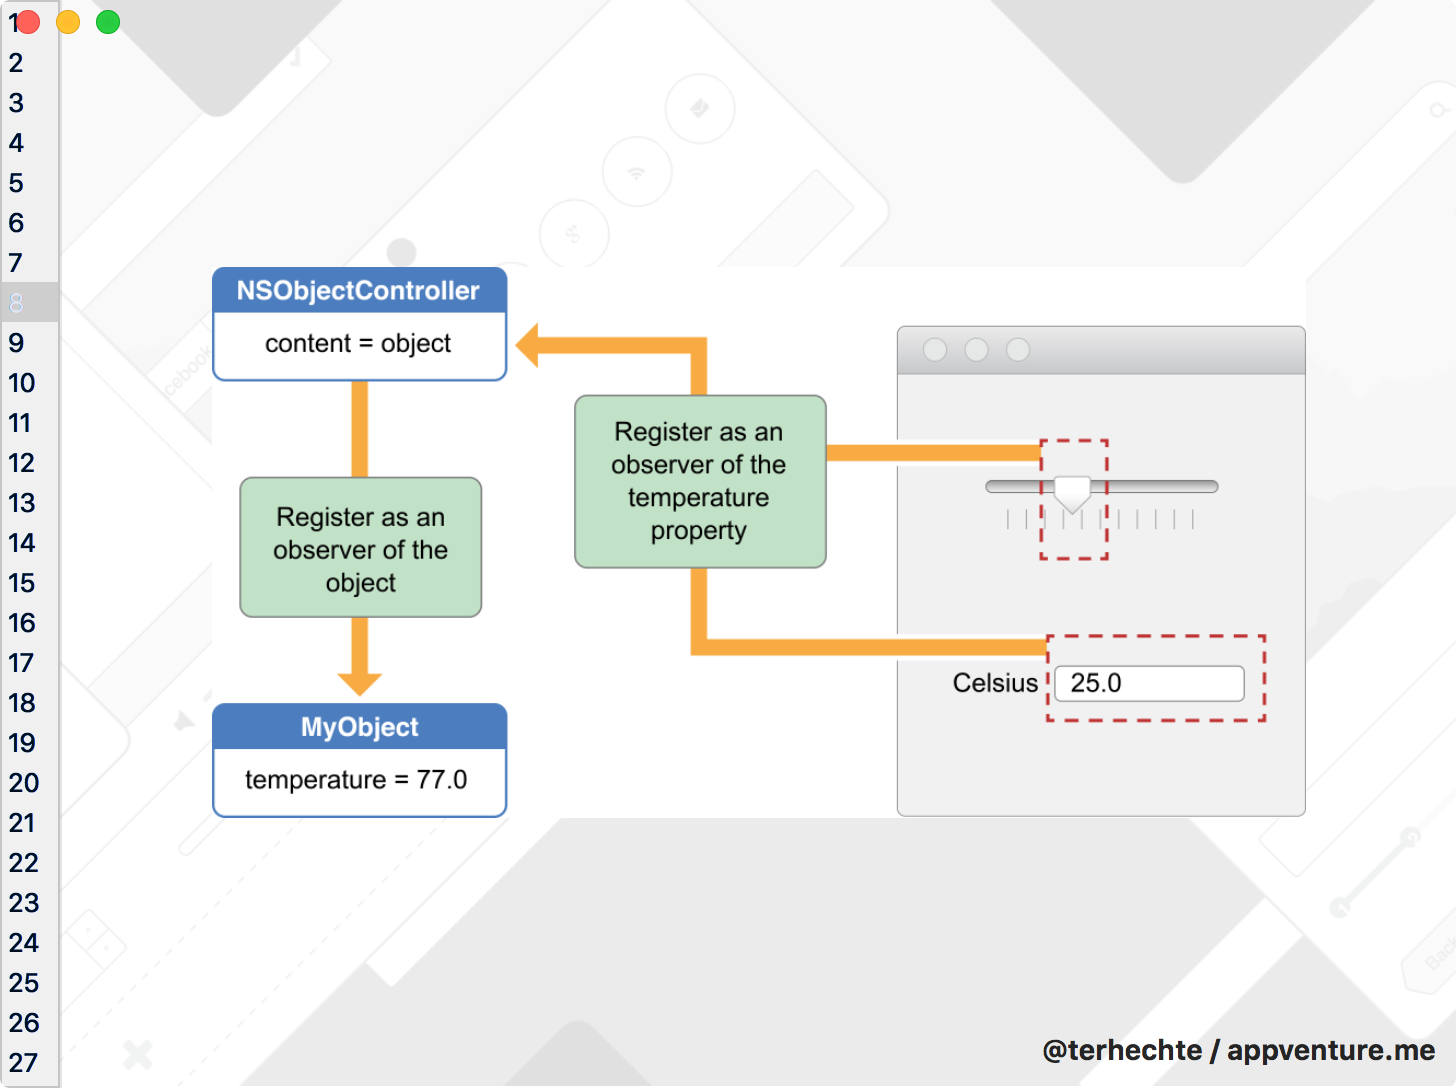 1
2
3
4
5
6
7
8
9
10
11
12
13
14
15
16
17
18
19
20
21
22
23
24
25
26
27
NSObjectController
content = object
Register as an
observer of the
object
MyObject
temperature = 77.0
Register as an
observer of the
temperature
property
Celsius
25.0
cebook
Back
@terhechte / appventure.me